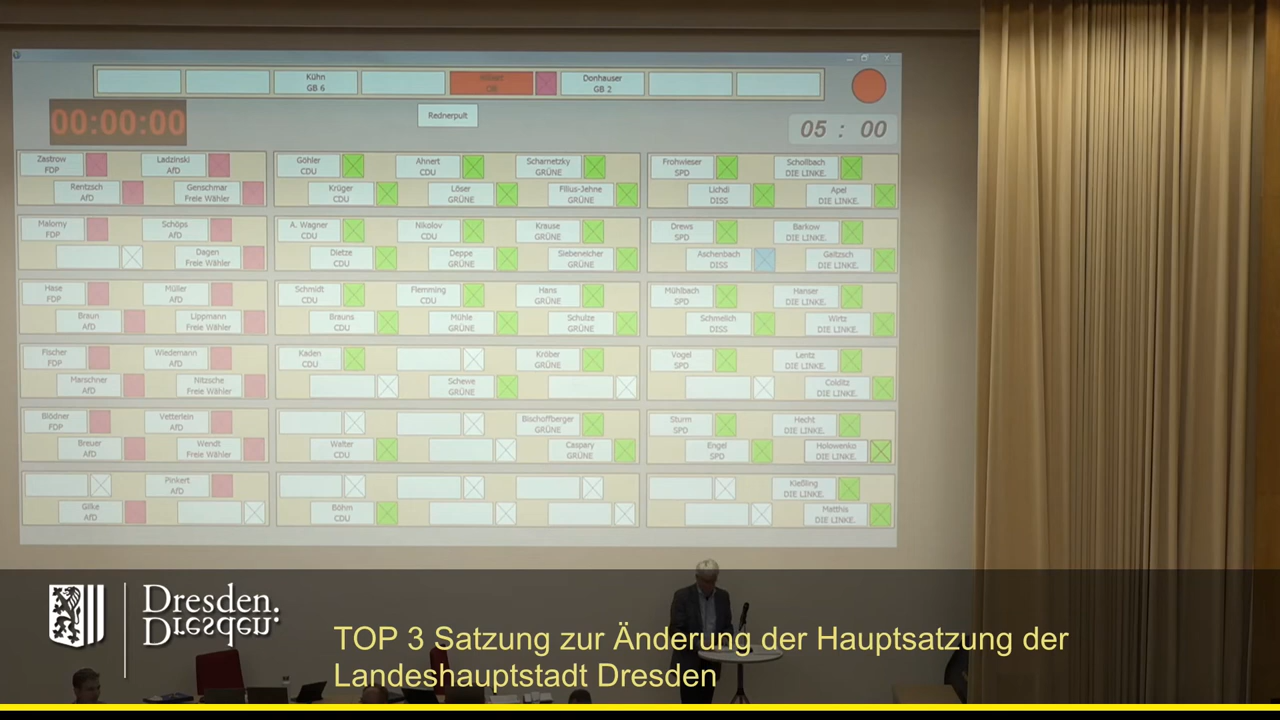 Kühn
GB 6
OB
Donhauser
GB 2
00:00:00
Rednerpult
05 : 00
Zastrow
FDP
Ladzinski
AfD
Rentzsch
AfD
Genschmar
Freie Wähler
Göhler
CDU
Ahnert
CDU
Scharnetzky
GRÜNE
Krüger
CDU
Löser
GRÜNE
Filius-Jehne
GRÜNE
Frohwieser
SPD
Schollbach
DIE LINKE.
Lichdi
DISS
Apel
DIE LINKE.
Malorny
FDP
Schöps
AfD
Dagen
Freie Wähler
A. Wagner
CDU
Nikolov
CDU
Krause
GRÜNE
Dietze
CDU
Deppe
GRÜNE
Siebeneicher
GRÜNE
Drews
SPD
Barkow
DIE LINKE.
Aschenbach
DISS
Gaitzsch
DIE LINKE.
Hase
FDP
Müller
AfD
Braun
AfD
Lippmann
Freie Wähler
Schmidt
CDU
Flemming
CDU
Hans
GRÜNE
Brauns
CDU
Mühle
GRÜNE
Schulze
GRÜNE
Mühlbach
SPD
Hanser
DIE LINKE.
Schmelich
DISS
Wirtz
DIE LINKE.
Fischer
FDP
Wiedemann
AfD
Marschner
AfD
Nitzsche
Freie Wähler
Kaden
CDU
Kröber
GRÜNE
Schewe
GRÜNE
Vogel
SPD
Lentz
DIE LINKE.
Colditz
DIE LINKE.
Blödner
FDP
Vetterlein
AfD
Breuer
AfD
Wendt
Freie Wähler
Bischoffberger
GRÜNE
Walter
CDU
Caspary
GRÜNE
Sturm
SPD
Hecht
DIE LINKE.
Engel
SPD
Holowenko
DIE LINKE.
Pinkert
AfD
Gilke
AfD
Böhm
CDU
Kießling
DIE LINKE.
Matthis
DIE LINKE.
Dresden.
Dresden.
TOP 3 Satzung zur Änderung der Hauptsatzung der
Landeshauptstadt Dresden